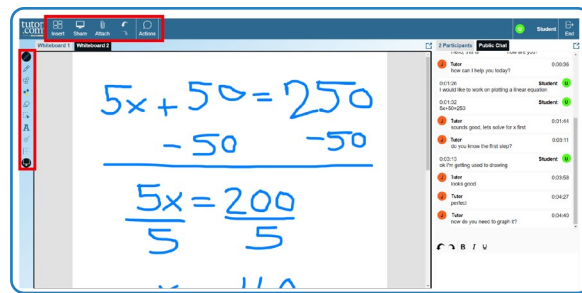 tutor
.com
Insert Share Attach Actions
Student
End
Whiteboard 1 Whiteboard 2
2 Participants Public Chat
5x + 50 = 250
- 50 - 50
5x = 200
5 5
Tutor 0:00:36
how can I help you today?
0:01:26 Student U
I would like to work on plotting a linear equation
0:01:32 Student U
Tutor 0:01:44
sounds good, lets solve for x first
Tutor 0:03:11
do you know the first step?
0:03:13 Student U
ok I'm getting used to drawing
Tutor 0:03:58
looks good
Tutor 0:04:27
perfect
Tutor 0:04:40
now do you need to graph it?
B I U